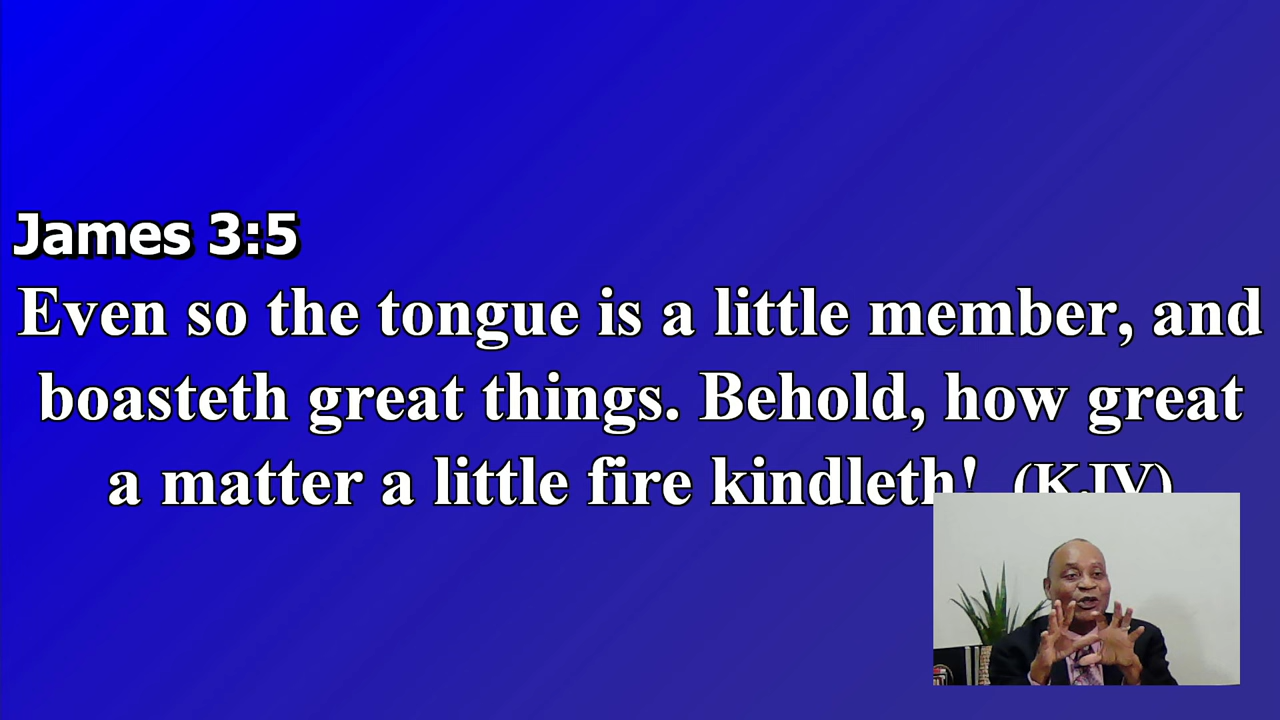 James 3:5
Even so the tongue is a little member, and
boasteth great things. Behold, how great
a matter a little fire kindleth! (KJV)